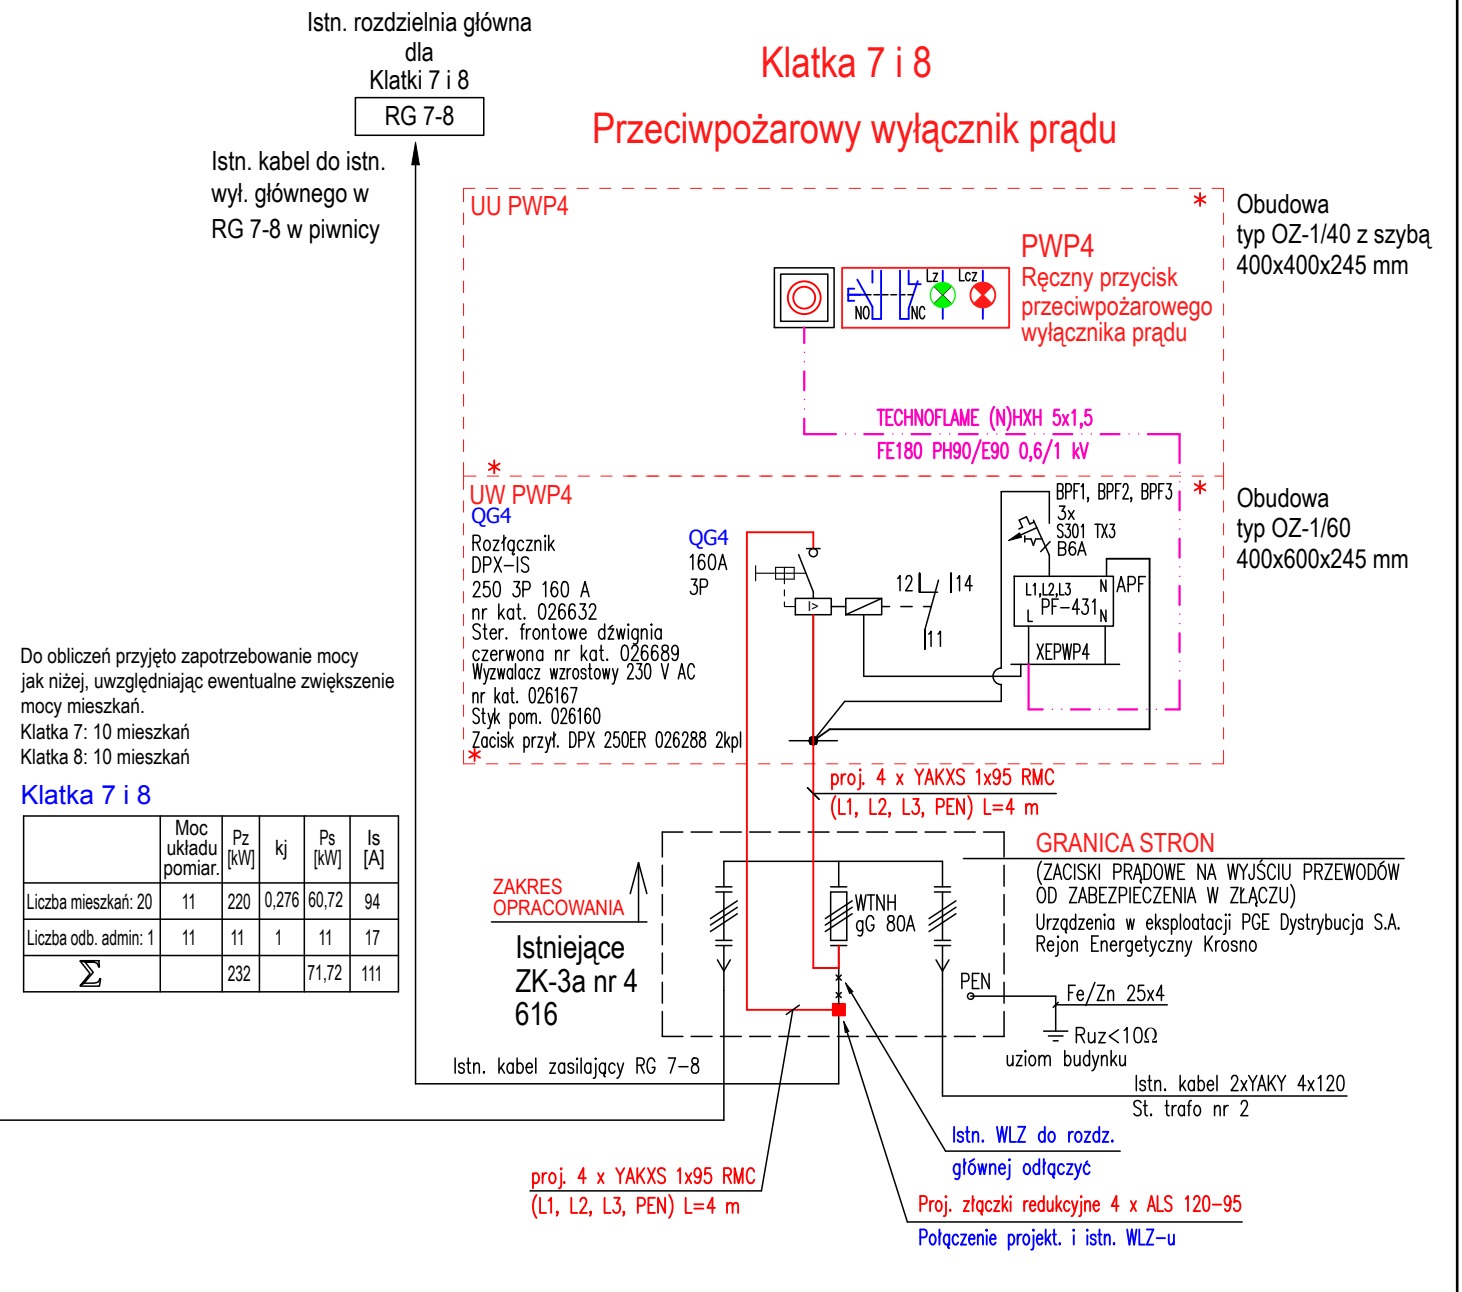 Istn. rozdzielnia główna
dla
Klatki 7 i 8
RG 7-8
Istn. kabel do istn.
wył. głównego w
RG 7-8 w piwnicy
Klatka 7 i 8
Przeciwpożarowy wyłącznik prądu
UU PWP4
*
Obudowa
typ OZ-1/40 z szybą
400x400x245 mm
PWP4
Ręczny przycisk
przeciwpożarowego
wyłącznika prądu
Lz
Lcz
NO
NC
TECHNOFLAME (N)HXH 5x1,5
FE180 PH90/E90 0,6/1 kV
*
*
UW PWP4
QG4
Rozłącznik
DPX-IS
250 3P 160 A
nr kat. 026632
Ster. frontowe dźwignia
czerwona nr kat. 026689
Wyzwalacz wzrostowy 230 V AC
nr kat. 026167
Styk pom. 026160
Zacisk przył. DPX 250ER 026288 2kpl
*
QG4
160A
3P
I>
12
14
11
BPF1, BPF2, BPF3
3x
S301 TX3
B6A
L1,L2,L3
N
APF
PF-431
L
N
XEPWP4
Obudowa
typ OZ-1/60
400x600x245 mm
Do obliczeń przyjęto zapotrzebowanie mocy
jak niżej, uwzględniając ewentualne zwiększenie
mocy mieszkań.
Klatka 7: 10 mieszkań
Klatka 8: 10 mieszkań
Klatka 7 i 8
Moc układu pomiar. Pz [kW] kj Ps [kW] Is [A]
Liczba mieszkań: 20 11 220 0,276 60,72 94
Liczba odb. admin: 1 11 11 1 11 17
Σ 232 71,72 111
proj. 4 x YAKXS 1x95 RMC
(L1, L2, L3, PEN) L=4 m
ZAKRES
OPRACOWANIA
Istniejące
ZK-3a nr 4
616
WTNH
gG 80A
GRANICA STRON
(ZACISKI PRĄDOWE NA WYJŚCIU PRZEWODÓW
OD ZABEZPIECZENIA W ZŁĄCZU)
Urządzenia w eksploatacji PGE Dystrybucja S.A.
Rejon Energetyczny Krosno
PEN
Fe/Zn 25x4
Ruz<10Ω
uziom budynku
Istn. kabel zasilający RG 7-8
Istn. kabel 2xYAKY 4x120
St. trafo nr 2
Istn. WLZ do rozdz.
głównej odłączyć
proj. 4 x YAKXS 1x95 RMC
(L1, L2, L3, PEN) L=4 m
Proj. złączki redukcyjne 4 x ALS 120-95
Połączenie projekt. i istn. WLZ-u